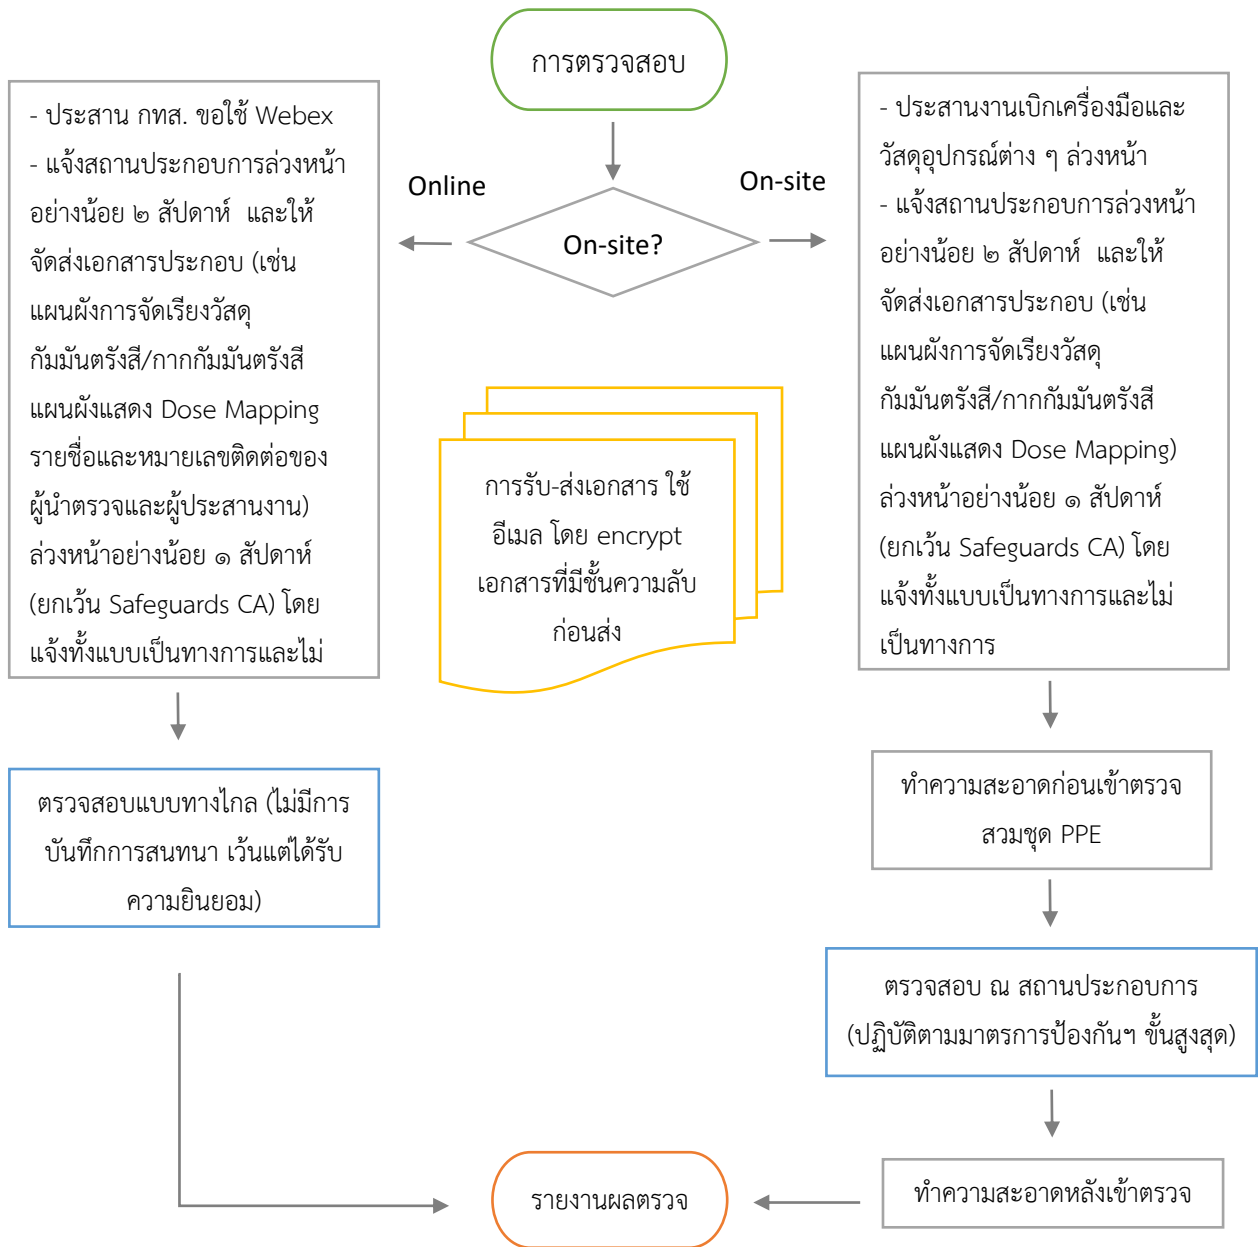 การตรวจสอบ
Online
On-site
On-site?
- ประสาน กทส. ขอใช้ Webex
- แจ้งสถานประกอบการล่วงหน้า
อย่างน้อย ๒ สัปดาห์ และให้
จัดส่งเอกสารประกอบ (เช่น
แผนผังการจัดเรียงวัสดุ
กัมมันตรังสี/กากกัมมันตรังสี
แผนผังแสดง Dose Mapping
รายชื่อและหมายเลขติดต่อของ
ผู้นำตรวจและผู้ประสานงาน)
ล่วงหน้าอย่างน้อย ๑ สัปดาห์
(ยกเว้น Safeguards CA) โดย
แจ้งทั้งแบบเป็นทางการและไม่
- ประสานงานเบิกเครื่องมือและ
วัสดุอุปกรณ์ต่าง ๆ ล่วงหน้า
- แจ้งสถานประกอบการล่วงหน้า
อย่างน้อย ๒ สัปดาห์ และให้
จัดส่งเอกสารประกอบ (เช่น
แผนผังการจัดเรียงวัสดุ
กัมมันตรังสี/กากกัมมันตรังสี
แผนผังแสดง Dose Mapping)
ล่วงหน้าอย่างน้อย ๑ สัปดาห์
(ยกเว้น Safeguards CA) โดย
แจ้งทั้งแบบเป็นทางการและไม่
เป็นทางการ
การรับ-ส่งเอกสาร ใช้
อีเมล โดย encrypt
เอกสารที่มีชั้นความลับ
ก่อนส่ง
ตรวจสอบแบบทางไกล (ไม่มีการ
บันทึกการสนทนา เว้นแต่ได้รับ
ความยินยอม)
ทำความสะอาดก่อนเข้าตรวจ
สวมชุด PPE
ตรวจสอบ ณ สถานประกอบการ
(ปฏิบัติตามมาตรการป้องกันฯ ขั้นสูงสุด)
ทำความสะอาดหลังเข้าตรวจ
รายงานผลตรวจ